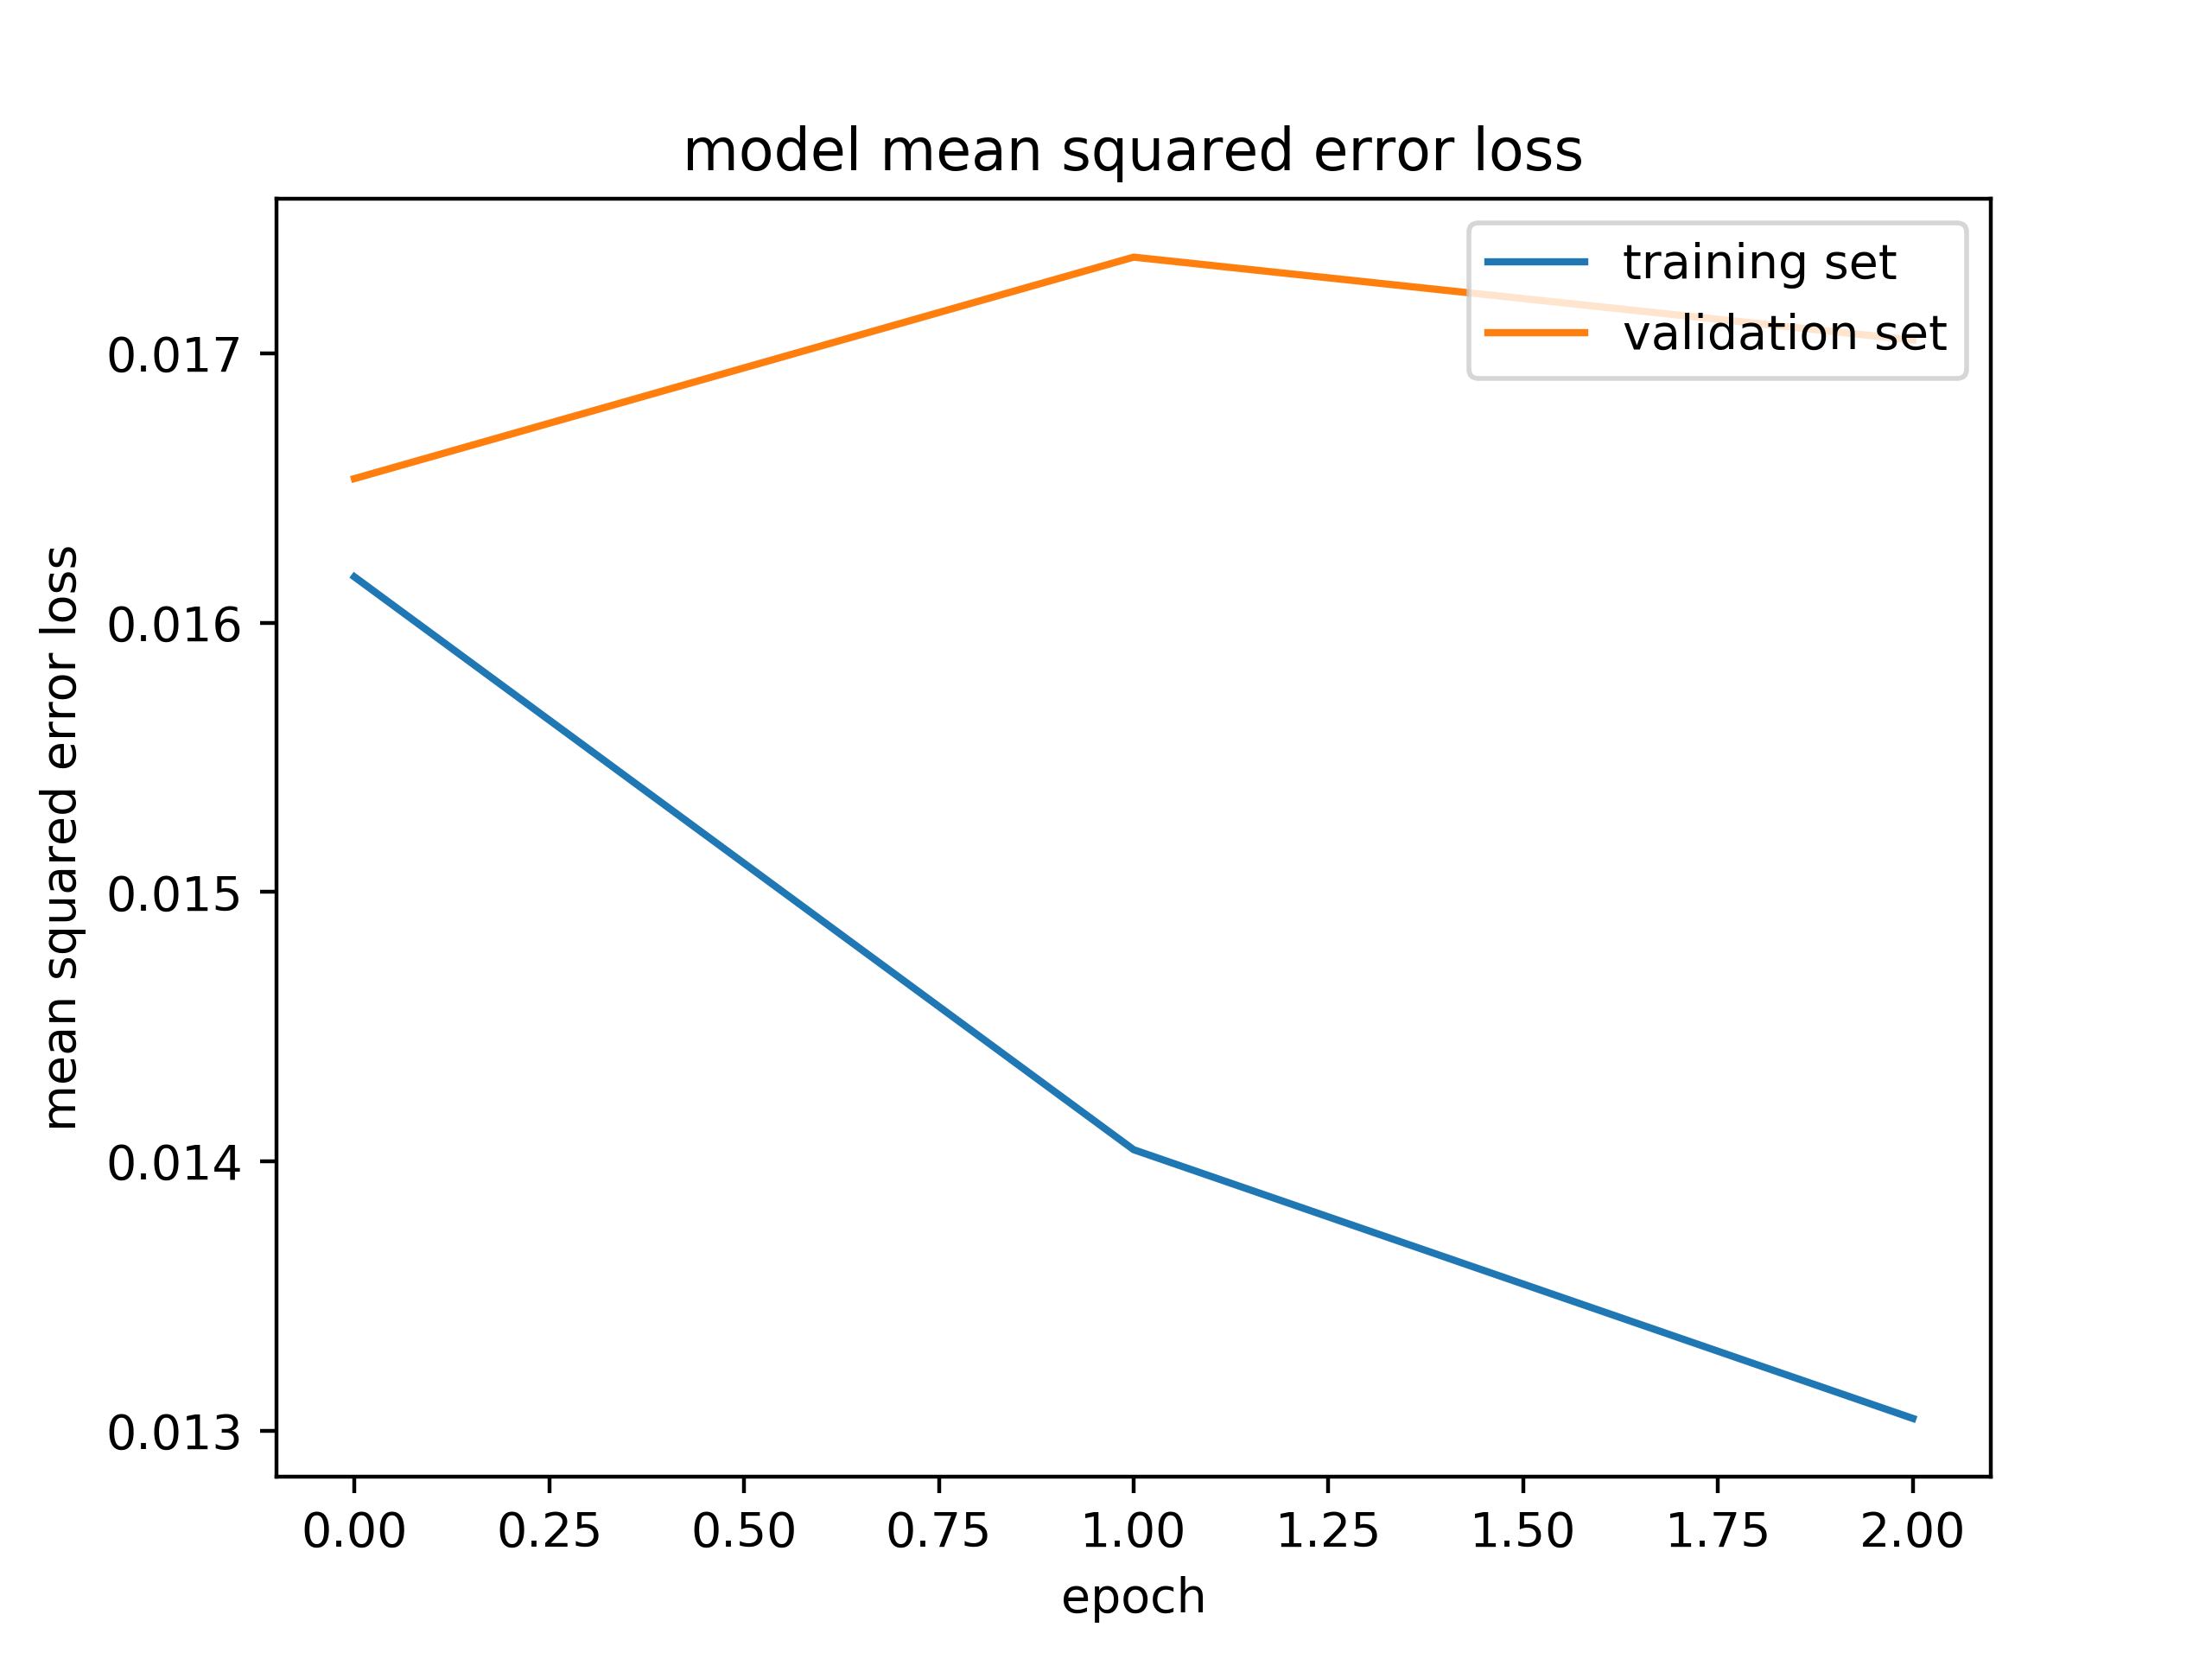 model mean squared error loss
training set
validation set
mean squared error loss
0.017
0.016
0.015
0.014
0.013
0.00 0.25 0.50 0.75 1.00 1.25 1.50 1.75 2.00
epoch